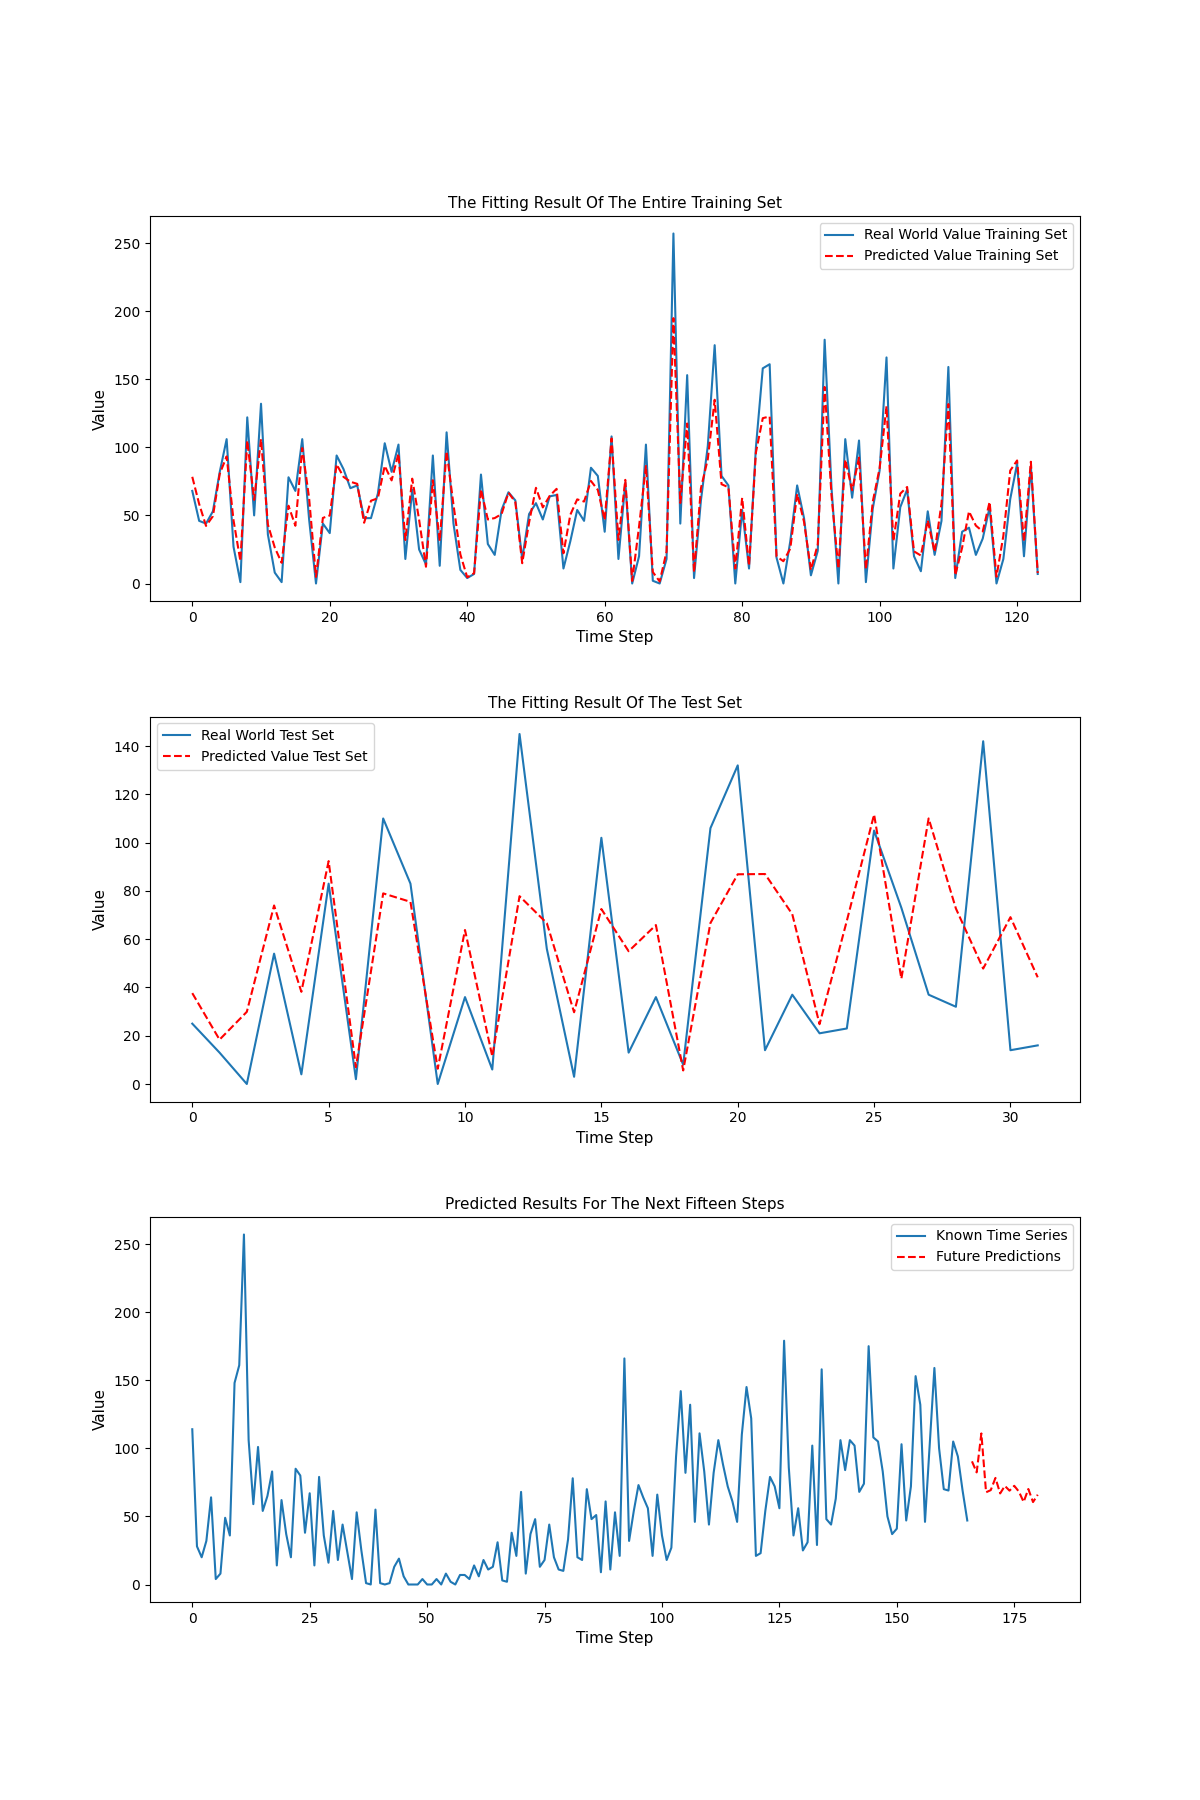 The Fitting Result Of The Entire Training Set
Real World Value Training Set
Predicted Value Training Set
Value
250
200
150
100
50
0
0 20 40 60 80 100 120
Time Step
The Fitting Result Of The Test Set
Real World Test Set
Predicted Value Test Set
Value
140
120
100
80
60
40
20
0
0 5 10 15 20 25 30
Time Step
Predicted Results For The Next Fifteen Steps
Known Time Series
Future Predictions
Value
250
200
150
100
50
0
0 25 50 75 100 125 150 175
Time Step